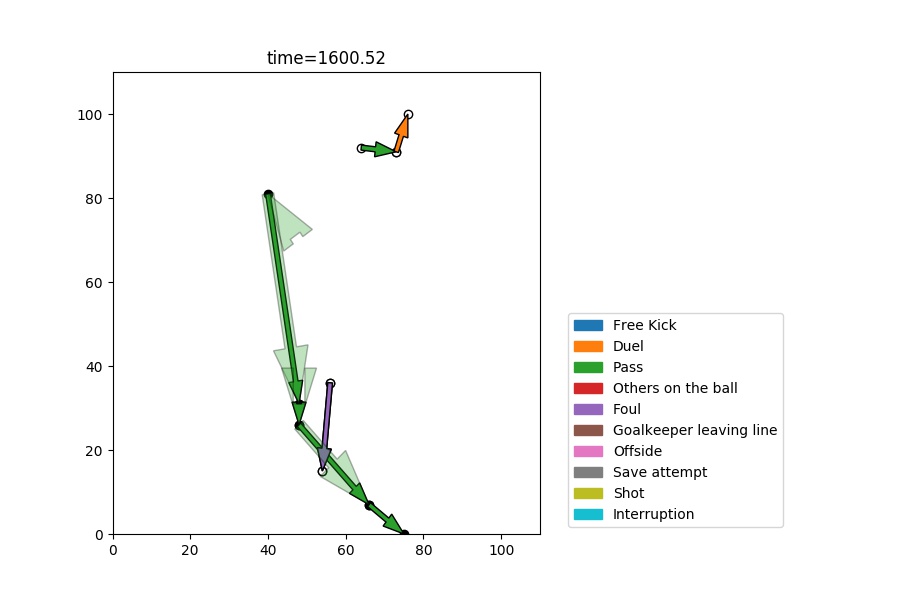 time=1600.52
100
80
60
40
20
0
0 20 40 60 80 100
Free Kick
Duel
Pass
Others on the ball
Foul
Goalkeeper leaving line
Offside
Save attempt
Shot
Interruption